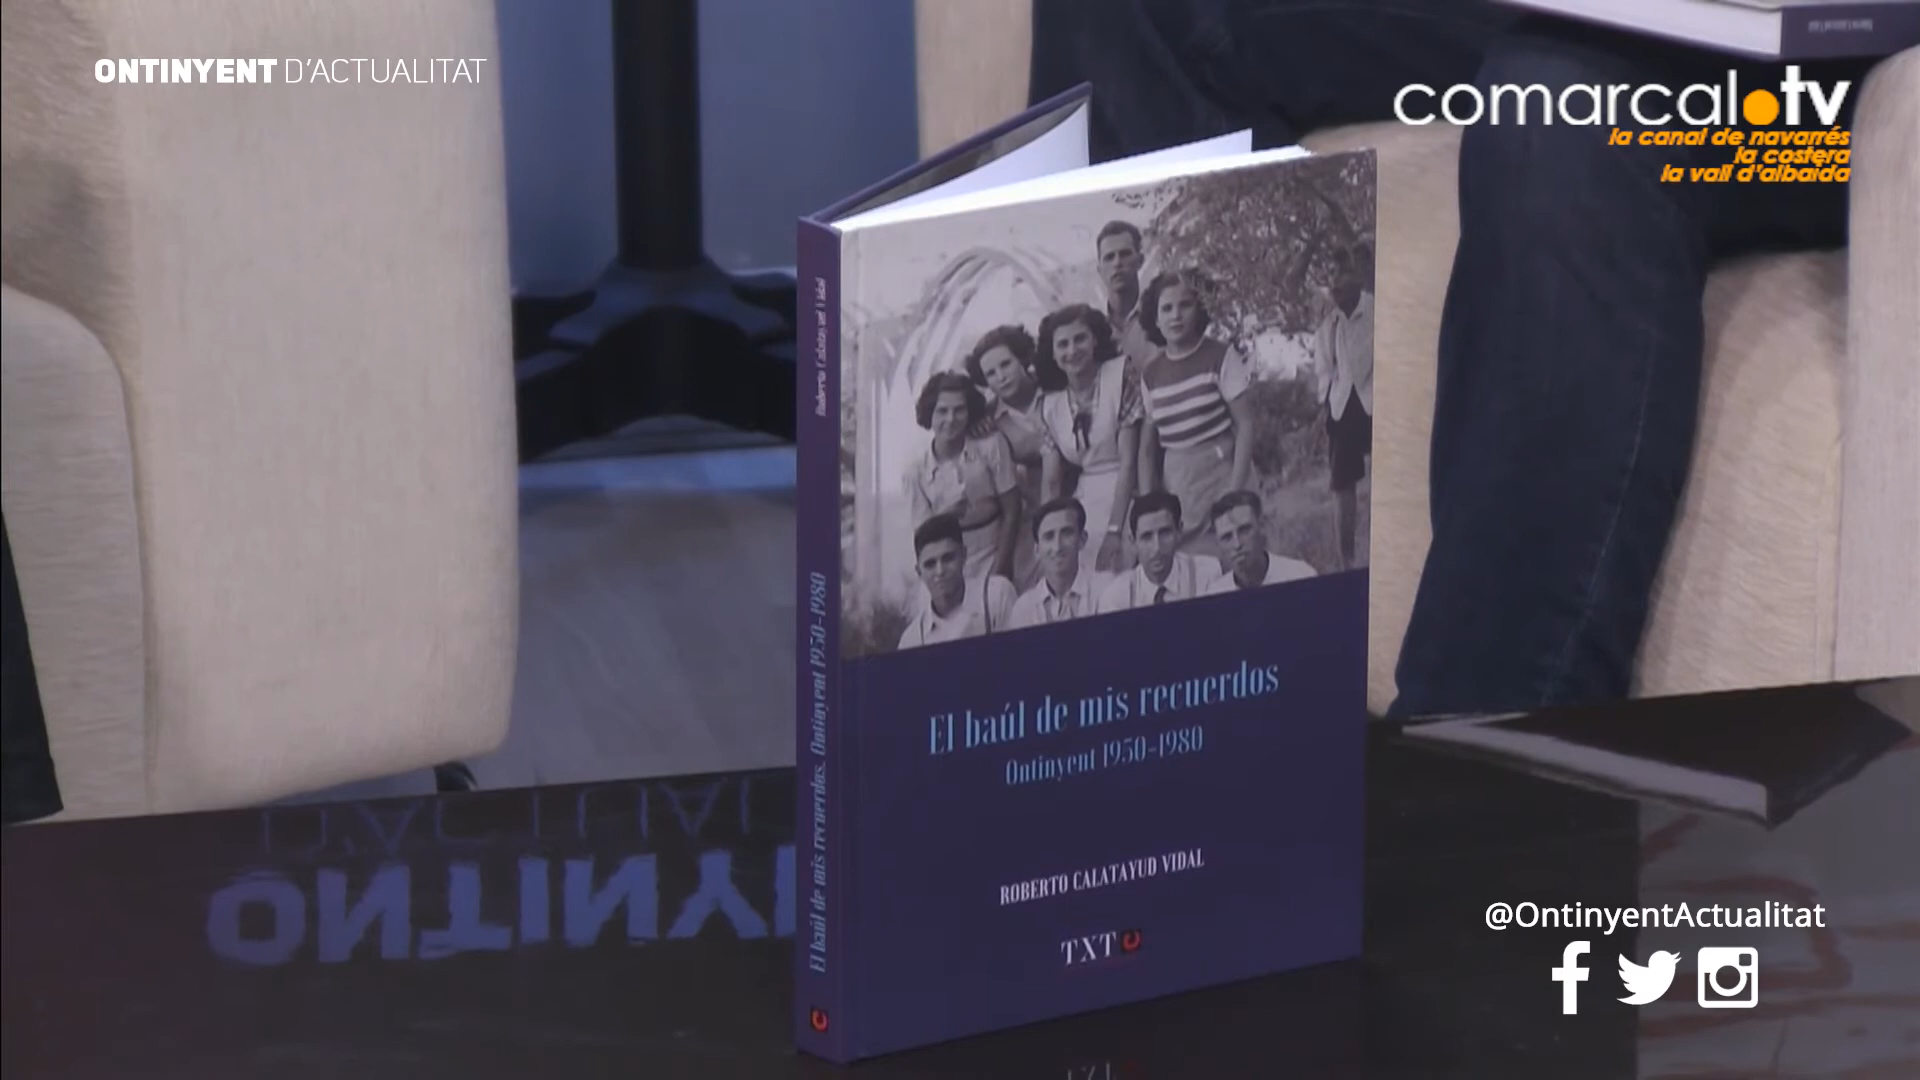 ONTINYENT D'ACTUALITAT
comarcal.tv
la canal de navarrés
la costera
la vall d'albaida
Roberto Calatayud Vidal
El baúl de mis recuerdos. Ontinyent 1950-1980
El baúl de mis recuerdos
Ontinyent 1950-1980
ROBERTO CALATAYUD VIDAL
TXT
@OntinyentActualitat